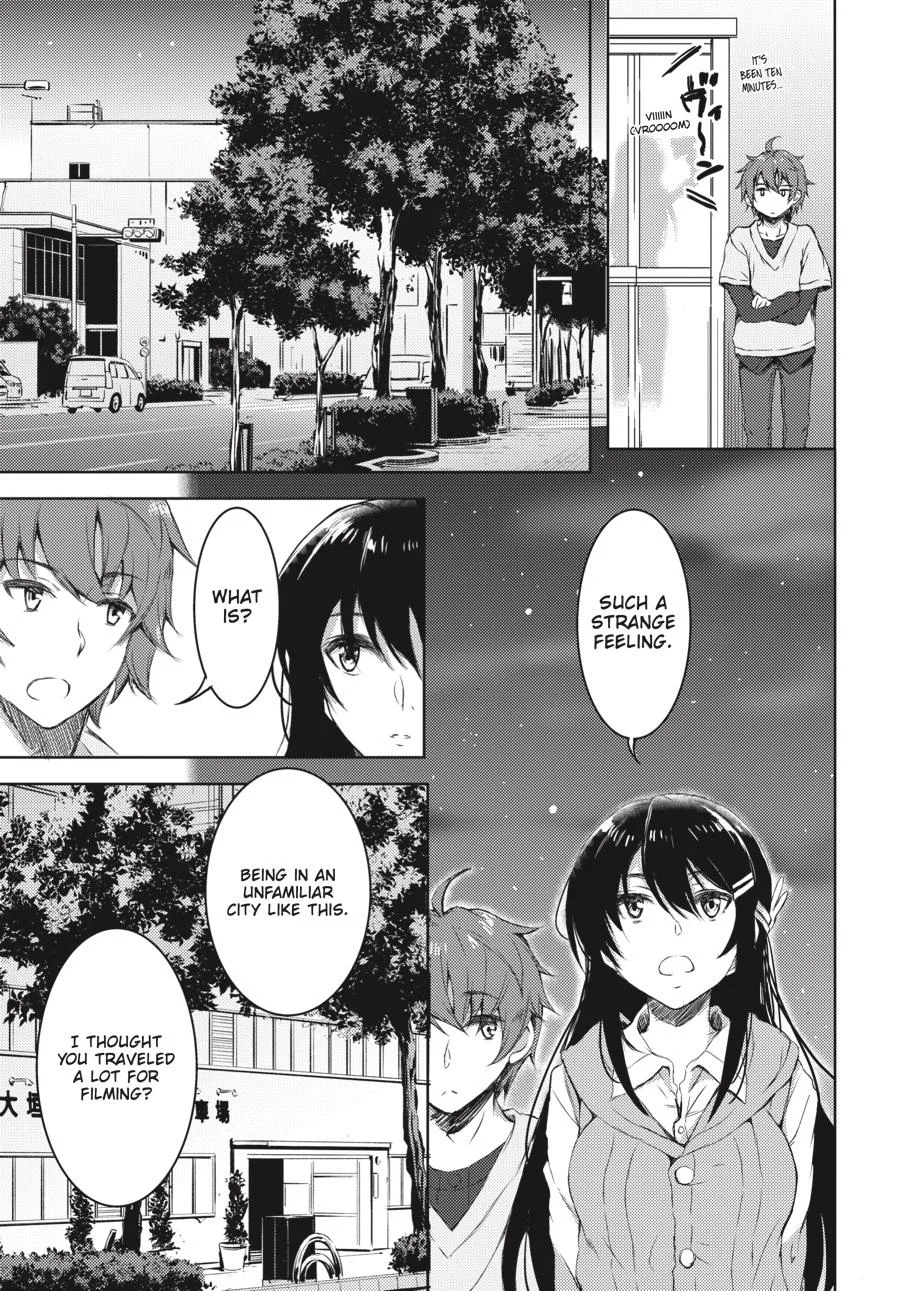 IT'S
BEEN TEN
MINUTES...
ヴィーン
VIIIIN
(VROOOOM)
SUCH A
STRANGE
FEELING.
WHAT
IS?
BEING IN AN
UNFAMILIAR
CITY LIKE THIS.
I THOUGHT
YOU TRAVELED
A LOT FOR
FILMING?
大垣
車場